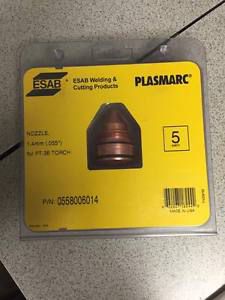 ESAB
ESAB Welding &
Cutting Products
PLASMARC®
NOZZLE,
1.4mm (.055")
for PT-36 TORCH
5
P/N: 0558006014
MADE IN USA